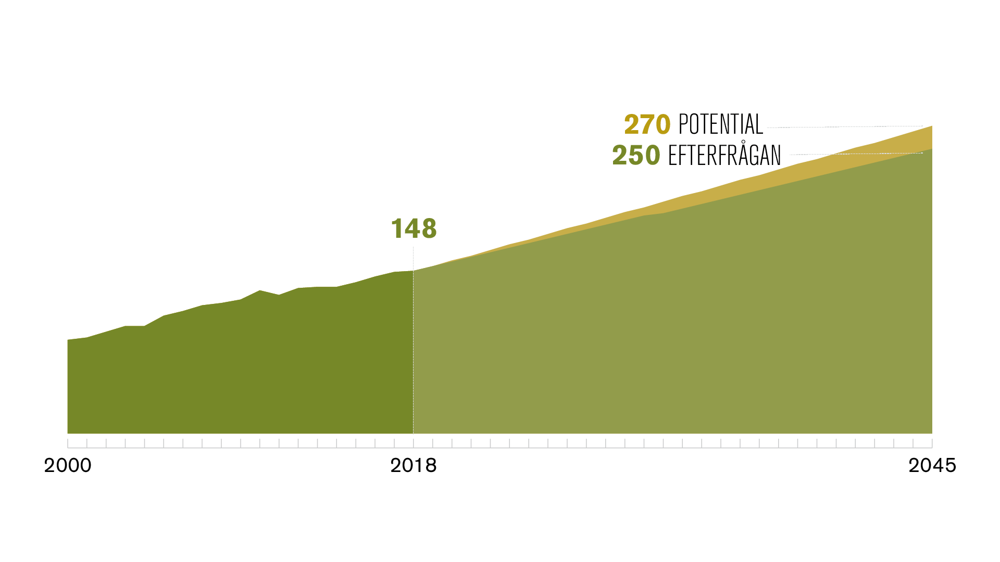 270 POTENTIAL
250 EFTERFRÅGAN
148
2000 2018 2045